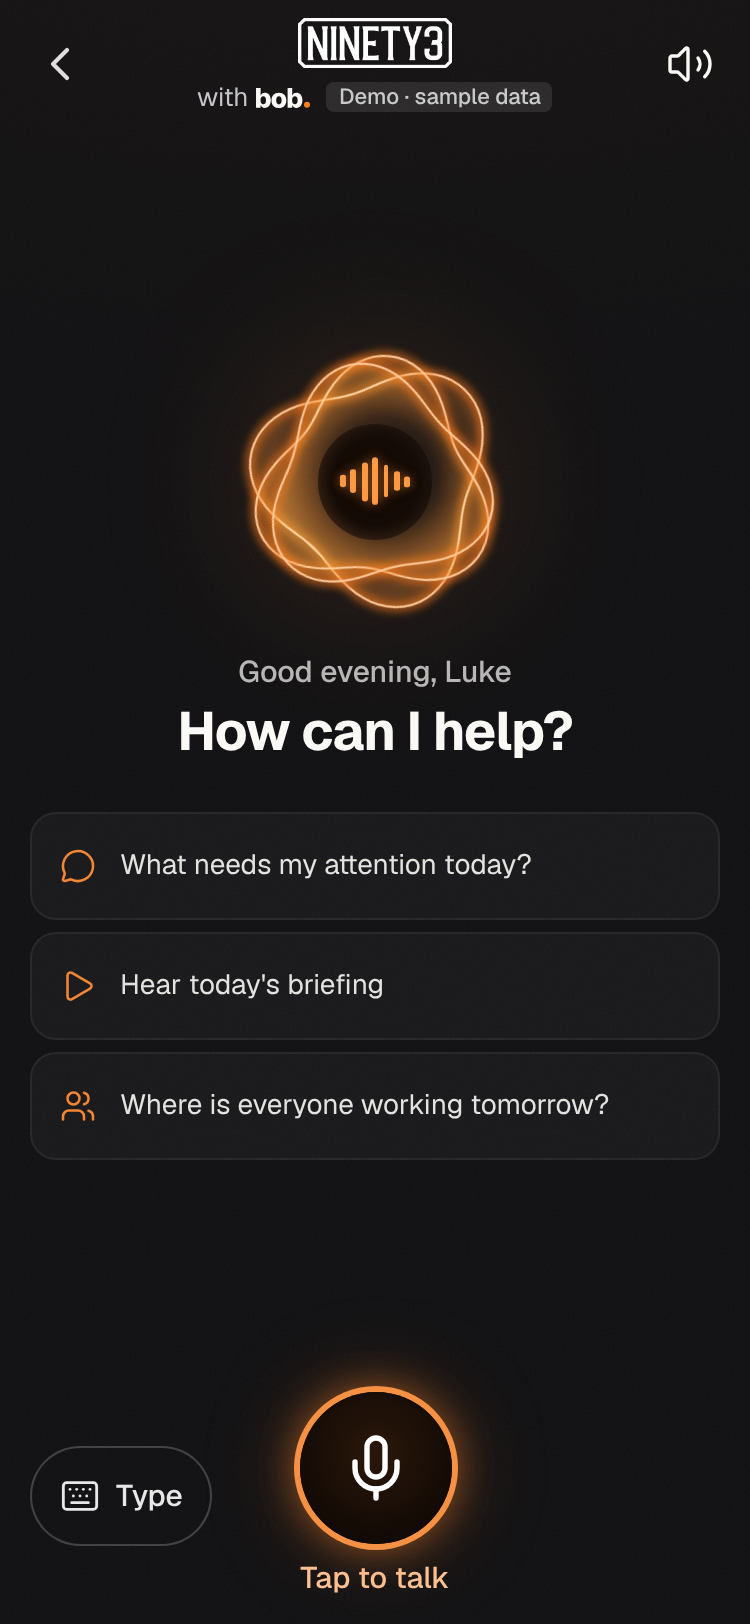 NINETY3
with bob. Demo · sample data
Good evening, Luke
How can I help?
What needs my attention today?
Hear today's briefing
Where is everyone working tomorrow?
Type
Tap to talk